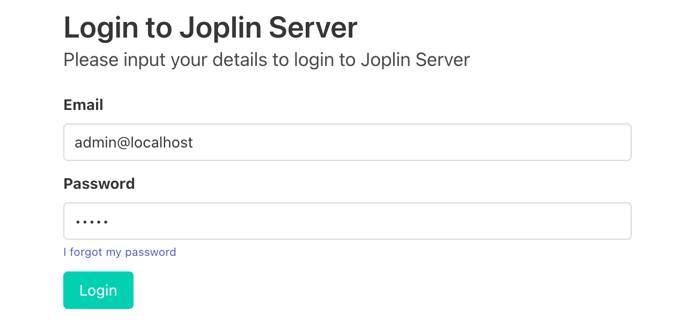 Login to Joplin Server
Please input your details to login to Joplin Server
Email
admin@localhost
Password
•••••
I forgot my password
Login